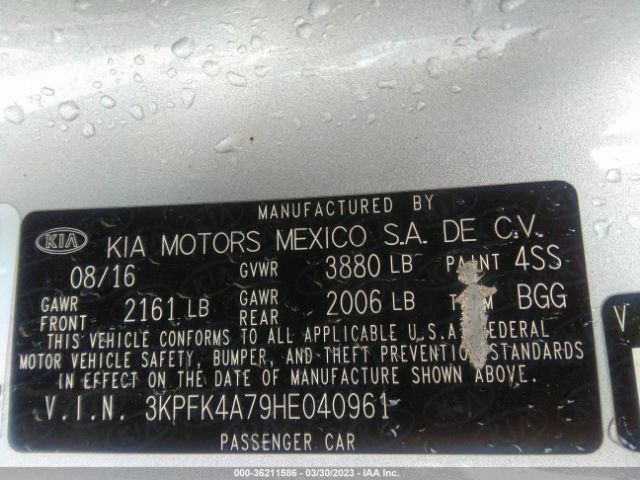 MANUFACTURED BY
KIA KIA MOTORS MEXICO S.A. DE C.V.
08/16 GVWR 3880 LB PAINT 4SS
GAWR FRONT 2161 LB GAWR REAR 2006 LB BGG
THIS VEHICLE CONFORMS TO ALL APPLICABLE U.S.A. FEDERAL
MOTOR VEHICLE SAFETY, BUMPER, AND THEFT PREVENTION STANDARDS
IN EFFECT ON THE DATE OF MANUFACTURE SHOWN ABOVE.
V.I.N. 3KPFK4A79HE040961
PASSENGER CAR
V
000-36211586 - 03/30/2023 - IAA Inc.